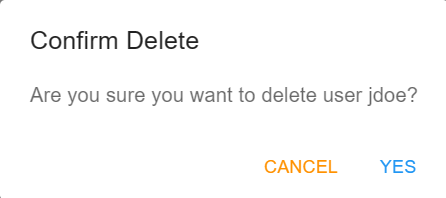 Confirm Delete
Are you sure you want to delete user jdoe?
CANCEL YES